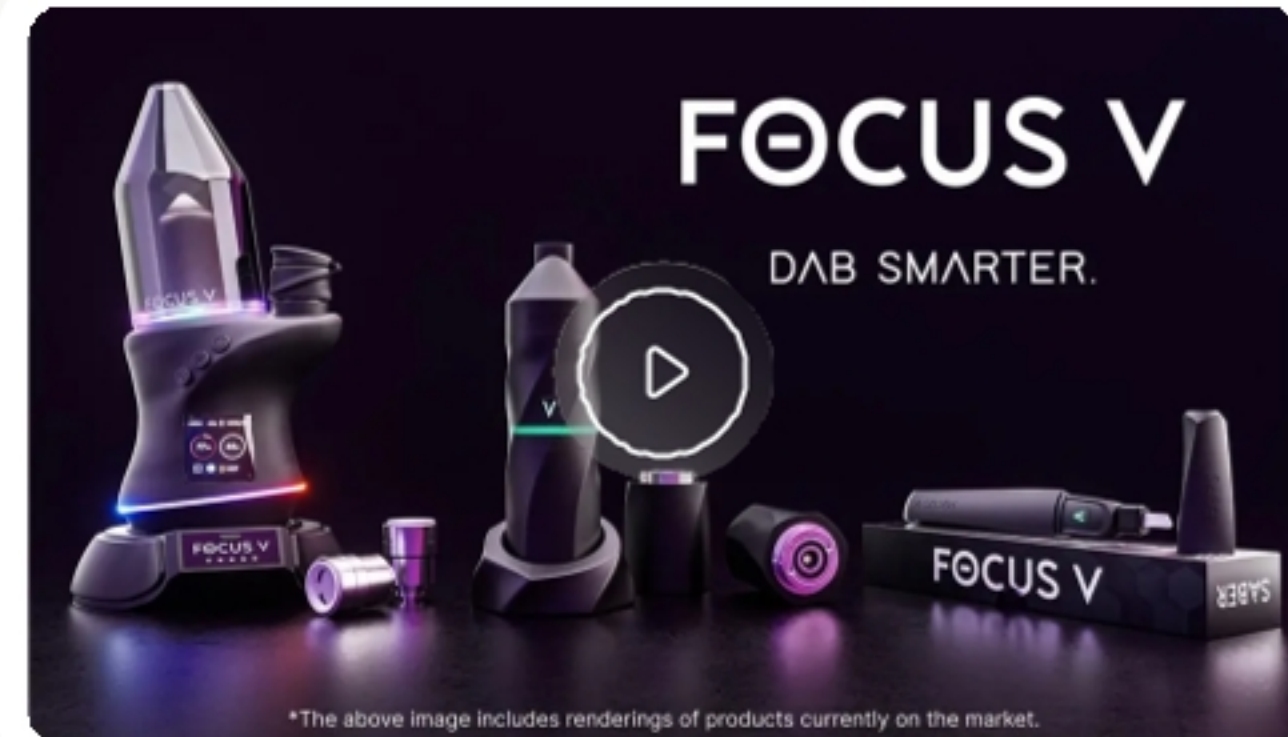 FOCUS V
DAB SMARTER.
FOCUS V
V
FOCUS V
FOCUS V
SABER
*The above image includes renderings of products currently on the market.